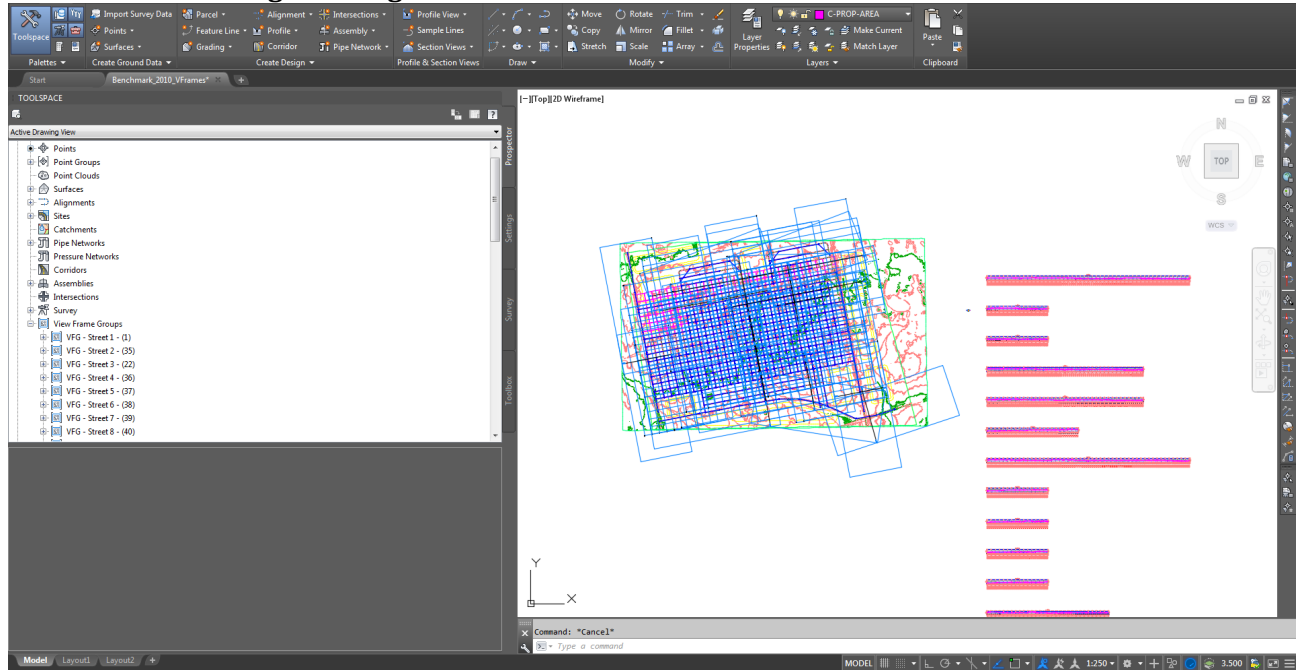 Import Survey Data
Parcel
Alignment
Intersections
Profile View
Move
Rotate
Trim
C-PROP-AREA
Toolspace
Points
Feature Line
Profile
Assembly
Sample Lines
Copy
Mirror
Fillet
Layer
Properties
Make Current
Paste
Surfaces
Grading
Corridor
Pipe Network
Section Views
Stretch
Scale
Array
Match Layer
Palettes
Create Ground Data
Create Design
Profile & Section Views
Draw
Modify
Layers
Clipboard
Start
Benchmark_2010_VFrames*
TOOLSPACE
Active Drawing View
Points
Point Groups
Point Clouds
Surfaces
Alignments
Sites
Catchments
Pipe Networks
Pressure Networks
Corridors
Assemblies
Intersections
Survey
View Frame Groups
VFG - Street 1 - (1)
VFG - Street 2 - (35)
VFG - Street 3 - (22)
VFG - Street 4 - (36)
VFG - Street 5 - (37)
VFG - Street 6 - (38)
VFG - Street 7 - (39)
VFG - Street 8 - (40)
Prospector
Settings
Survey
Toolbox
[−][Top][2D Wireframe]
N
W
TOP
E
S
WCS
Y
X
Command: *Cancel*
Type a command
Model
Layout1
Layout2
MODEL
1:250
3.500